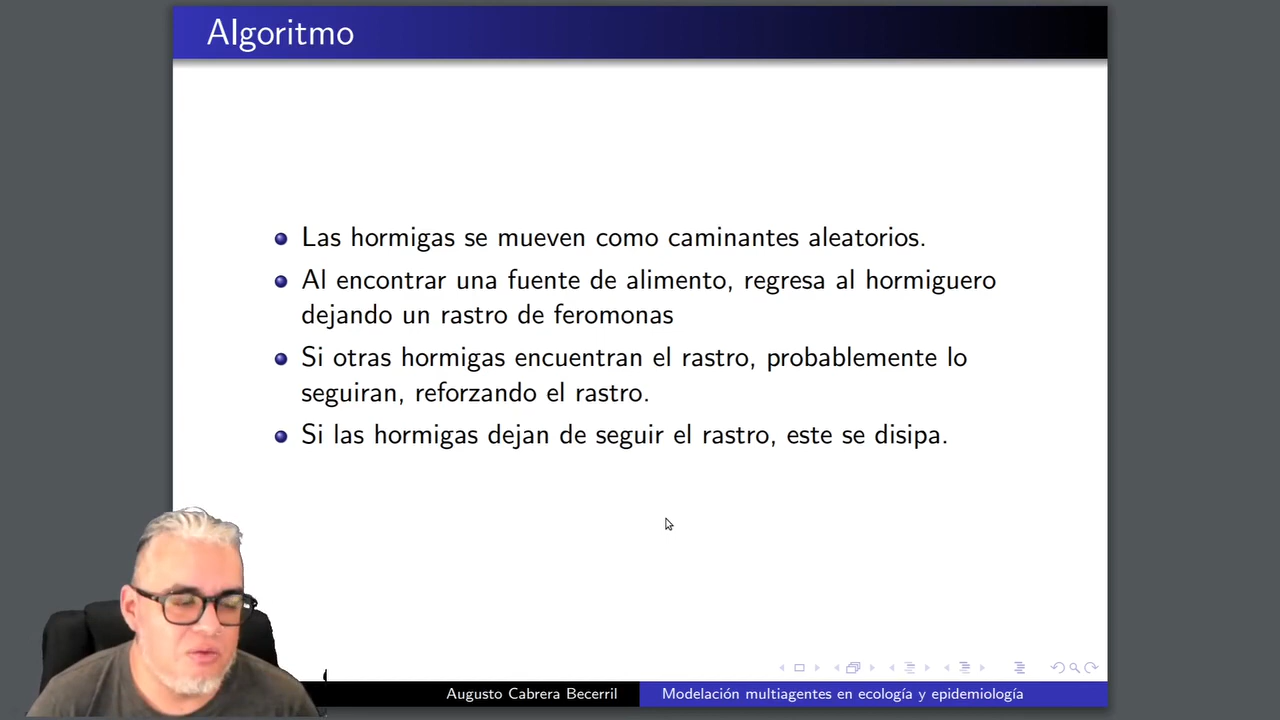 Algoritmo
Las hormigas se mueven como caminantes aleatorios.
Al encontrar una fuente de alimento, regresa al hormiguero
dejando un rastro de feromonas
Si otras hormigas encuentran el rastro, probablemente lo
seguiran, reforzando el rastro.
Si las hormigas dejan de seguir el rastro, este se disipa.
Augusto Cabrera Becerril
Modelación multiagentes en ecología y epidemiología